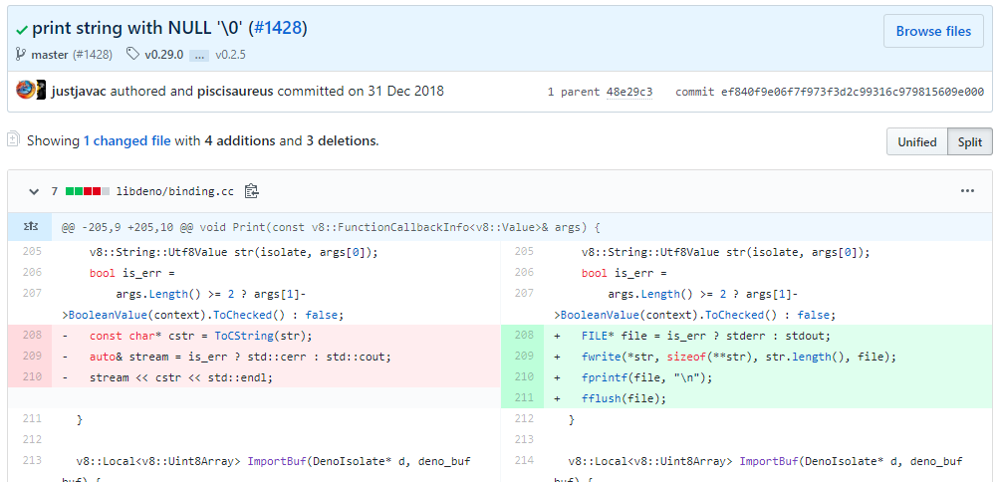 print string with NULL '\0' (#1428)
Browse files
master (#1428) v0.29.0 ... v0.2.5
justjavac authored and piscisaureus committed on 31 Dec 2018
1 parent 48e29c3 commit ef840f9e06f7f973f3d2c99316c979815609e000
Showing 1 changed file with 4 additions and 3 deletions.
Unified Split
7 libdeno/binding.cc
@@ -205,9 +205,10 @@ void Print(const v8::FunctionCallbackInfo<v8::Value>& args) {
205 v8::String::Utf8Value str(isolate, args[0]);
206 bool is_err =
207 args.Length() >= 2 ? args[1]-
>BooleanValue(context).ToChecked() : false;
208 - const char* cstr = ToCString(str);
209 - auto& stream = is_err ? std::cerr : std::cout;
210 - stream << cstr << std::endl;
211 }
212
213 v8::Local<v8::Uint8Array> ImportBuf(DenoIsolate* d, deno_buf
buf) {
205 v8::String::Utf8Value str(isolate, args[0]);
206 bool is_err =
207 args.Length() >= 2 ? args[1]-
>BooleanValue(context).ToChecked() : false;
208 + FILE* file = is_err ? stderr : stdout;
209 + fwrite(*str, sizeof(**str), str.length(), file);
210 + fprintf(file, "\n");
211 + fflush(file);
212 }
213
214 v8::Local<v8::Uint8Array> ImportBuf(DenoIsolate* d, deno_buf
buf) {